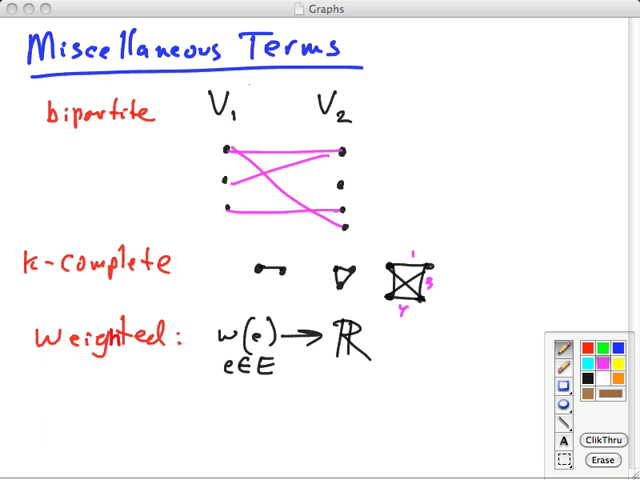 Graphs
Miscellaneous Terms
bipartite V1 V2
k-complete 1
3
4
Weighted: w(e) → ℝ
e∈E
A
ClikThru
Erase